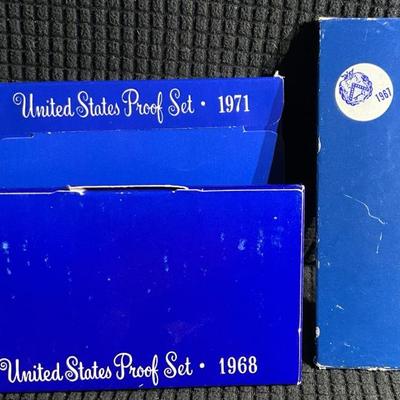 United States Proof Set • 1971
1967
United States Proof Set • 1968